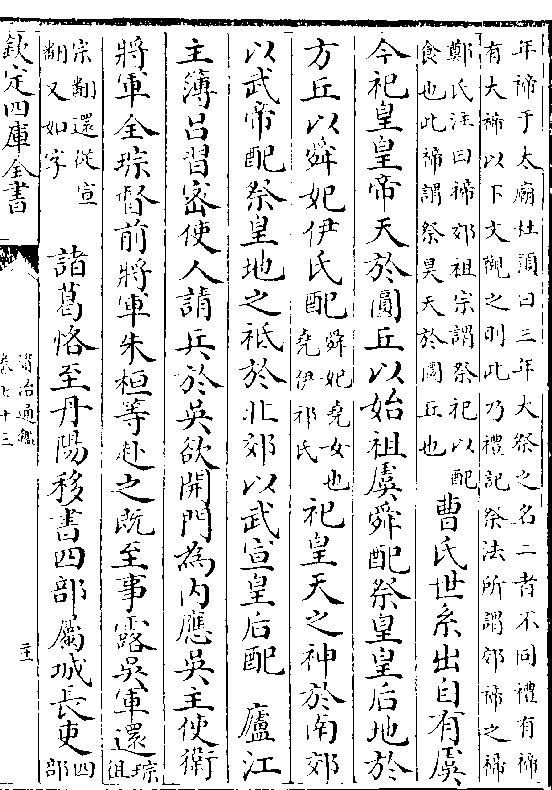 年禘于太廟杜預曰三年大祭之名二者不同禮有禘
有大禘以下文觀之則此乃禮記祭法所謂郊禘之禘
鄭氏注曰禘郊祖宗謂祭祀以配
食也此禘謂祭昊天於圜丘也
曹氏世系出自有虞
今祀皇皇帝天於圜丘以始祖虞舜配祭皇皇后地於
方丘以舜妃伊氏配
舜妃堯女也
堯伊祁氏
祀皇天之神於南郊
以武帝配祭皇地之祇於北郊以武宣皇后配 廬江
主簿呂習密使人請兵於吳欲開門為内應吳主使衛
將軍全琮督前將軍朱桓等赴之既至事露吳軍還
琮
徂
宗翻還從宣
翻又如字
諸葛恪至丹陽移書四部屬城長吏
四
部
欽定四庫全書
資治通鑑
卷七十三